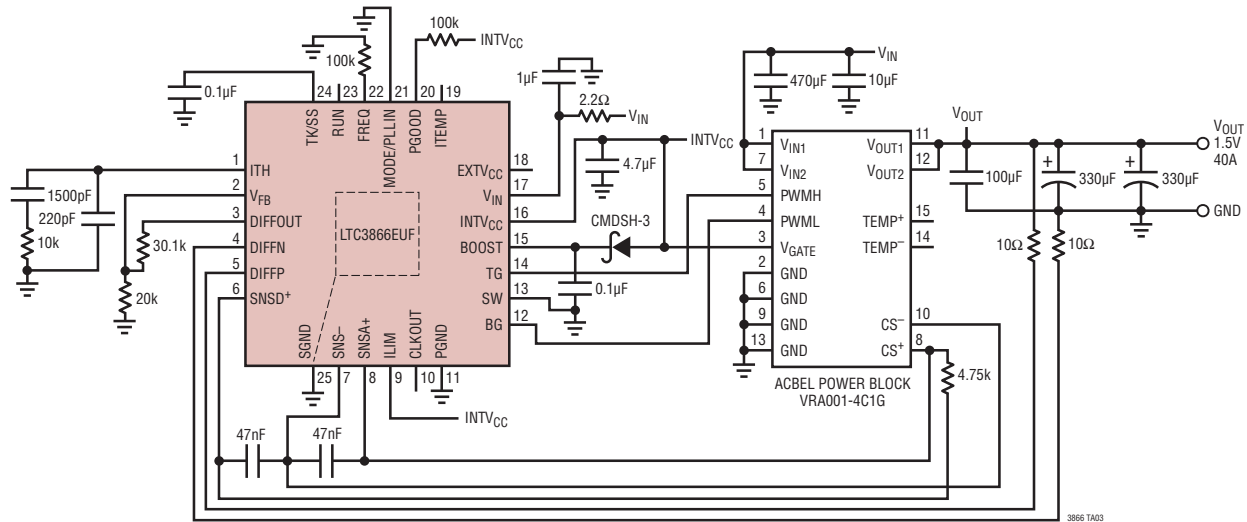 100k
INTVCC
100k
0.1µF
24
23
22
21
20
19
TK/SS
RUN
FREQ
MODE/PLLIN
PGOOD
ITEMP
1µF
2.2Ω
VIN
INTVCC
4.7µF
1
ITH
2
VFB
3
DIFFOUT
4
DIFFN
5
DIFFP
6
SNSD+
1500pF
220pF
10k
30.1k
20k
LTC3866EUF
EXTVCC
18
VIN
17
INTVCC
16
BOOST
15
TG
14
SW
13
BG
12
CMDSH-3
0.1µF
SGND
SNS–
SNSA+
ILIM
CLKOUT
PGND
25
7
8
9
10
11
INTVCC
47nF
47nF
VIN
470µF
10µF
1
VIN1
7
VIN2
5
PWMH
4
PWML
3
VGATE
2
GND
6
GND
9
GND
13
GND
VOUT1
11
VOUT2
12
TEMP+
15
TEMP–
14
CS–
10
CS+
8
ACBEL POWER BLOCK
VRA001-4C1G
4.75k
VOUT
100µF
+
330µF
+
330µF
10Ω
10Ω
VOUT
1.5V
40A
GND
3866 TA03